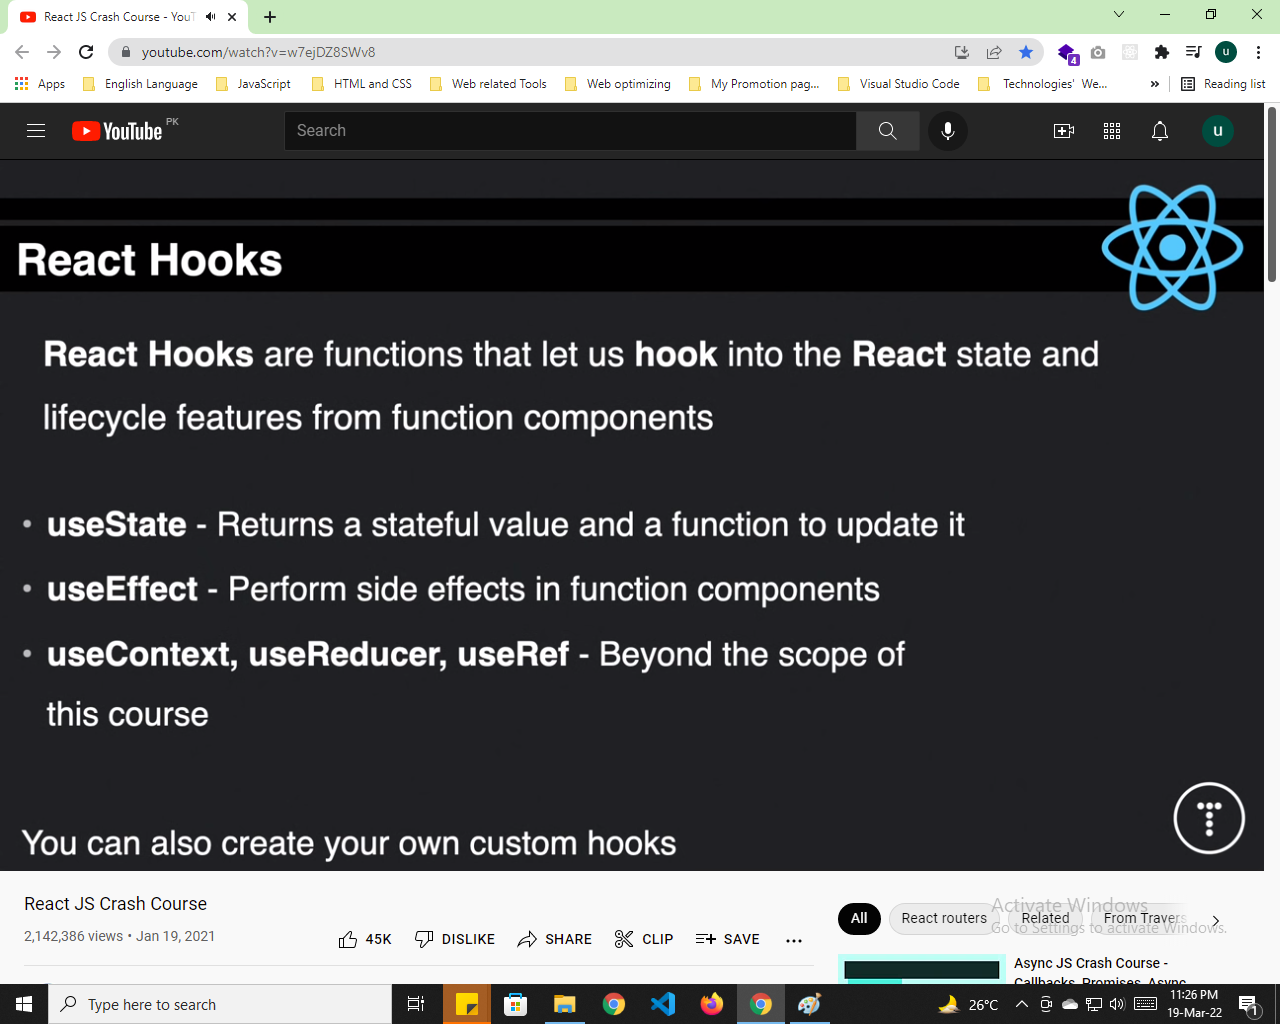 React JS Crash Course - You
youtube.com/watch?v=w7ejDZ8SWv8
4
u
Apps
English Language
JavaScript
HTML and CSS
Web related Tools
Web optimizing
My Promotion pag...
Visual Studio Code
Technologies' We...
»
Reading list
YouTube PK
Search
u
React Hooks
React Hooks are functions that let us hook into the React state and
lifecycle features from function components
• useState - Returns a stateful value and a function to update it
• useEffect - Perform side effects in function components
• useContext, useReducer, useRef - Beyond the scope of
this course
You can also create your own custom hooks
React JS Crash Course
2,142,386 views • Jan 19, 2021
45K
DISLIKE
SHARE
CLIP
SAVE
...
All
React routers
Related
From Travers
Activate Windows
Go to Settings to activate Windows.
Async JS Crash Course -
Callbacks, Promises, Async
Type here to search
26°C
11:26 PM
19-Mar-22
1